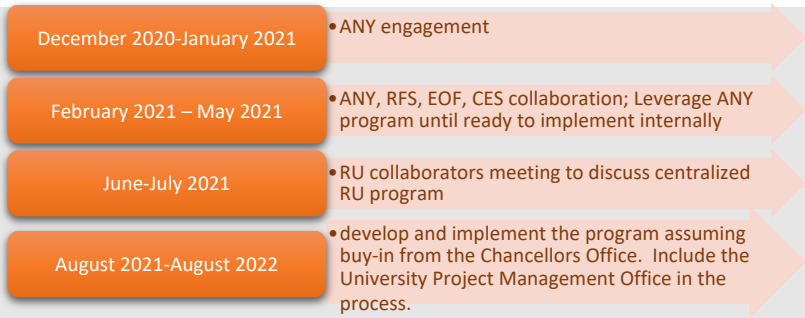 December 2020-January 2021
•ANY engagement
February 2021 – May 2021
•ANY, RFS, EOF, CES collaboration; Leverage ANY
program until ready to implement internally
June-July 2021
•RU collaborators meeting to discuss centralized
RU program
August 2021-August 2022
•develop and implement the program assuming
buy-in from the Chancellors Office.  Include the
University Project Management Office in the
process.